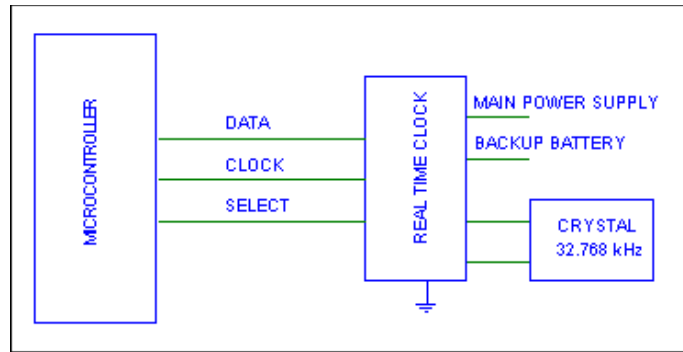 MICROCONTROLLER
DATA
CLOCK
SELECT
REAL TIME CLOCK
MAIN POWER SUPPLY
BACKUP BATTERY
CRYSTAL
32.768 kHz